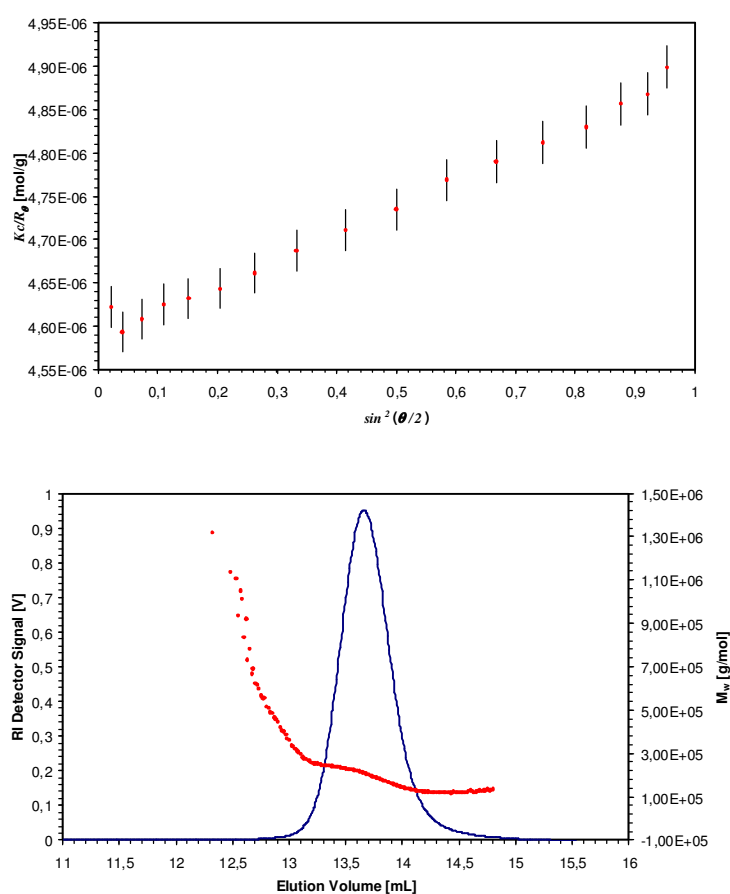 4,95E-06
4,90E-06
4,85E-06
4,80E-06
4,75E-06
4,70E-06
4,65E-06
4,60E-06
4,55E-06
Kc/Rθ [mol/g]
0 0,1 0,2 0,3 0,4 0,5 0,6 0,7 0,8 0,9 1
sin² (θ/2)
1
0,9
0,8
0,7
0,6
0,5
0,4
0,3
0,2
0,1
0
RI Detector Signal [V]
1,50E+06
1,30E+06
1,10E+06
9,00E+05
7,00E+05
5,00E+05
3,00E+05
1,00E+05
-1,00E+05
Mw [g/mol]
11 11,5 12 12,5 13 13,5 14 14,5 15 15,5 16
Elution Volume [mL]